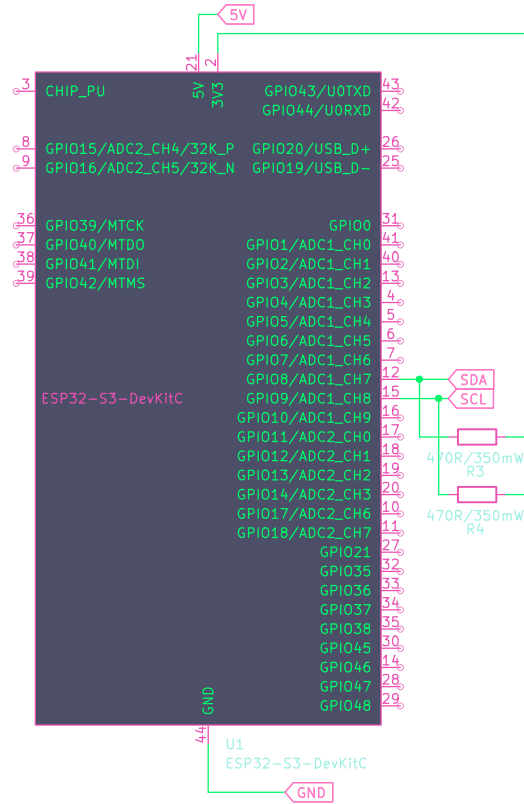 5V
21
2
5V
3V3
3 CHIP_PU GPIO43/U0TXD 43
GPIO44/U0RXD 42
8 GPIO15/ADC2_CH4/32K_P GPIO20/USB_D+ 26
9 GPIO16/ADC2_CH5/32K_N GPIO19/USB_D- 25
36 GPIO39/MTCK GPIO0 31
37 GPIO40/MTDO GPIO1/ADC1_CH0 41
38 GPIO41/MTDI GPIO2/ADC1_CH1 40
39 GPIO42/MTMS GPIO3/ADC1_CH2 13
GPIO4/ADC1_CH3 4
GPIO5/ADC1_CH4 5
GPIO6/ADC1_CH5 6
GPIO7/ADC1_CH6 7
GPIO8/ADC1_CH7 12 SDA
ESP32-S3-DevKitC GPIO9/ADC1_CH8 15 SCL
GPIO10/ADC1_CH9 16
GPIO11/ADC2_CH0 17
GPIO12/ADC2_CH1 18
470R/350mW
R3
GPIO13/ADC2_CH2 19
GPIO14/ADC2_CH3 20
GPIO17/ADC2_CH6 10
470R/350mW
R4
GPIO18/ADC2_CH7 11
GPIO21 27
GPIO35 32
GPIO36 33
GPIO37 34
GPIO38 35
GPIO45 30
GPIO46 14
GPIO47 28
GPIO48 29
GND
44
U1
ESP32-S3-DevKitC
GND